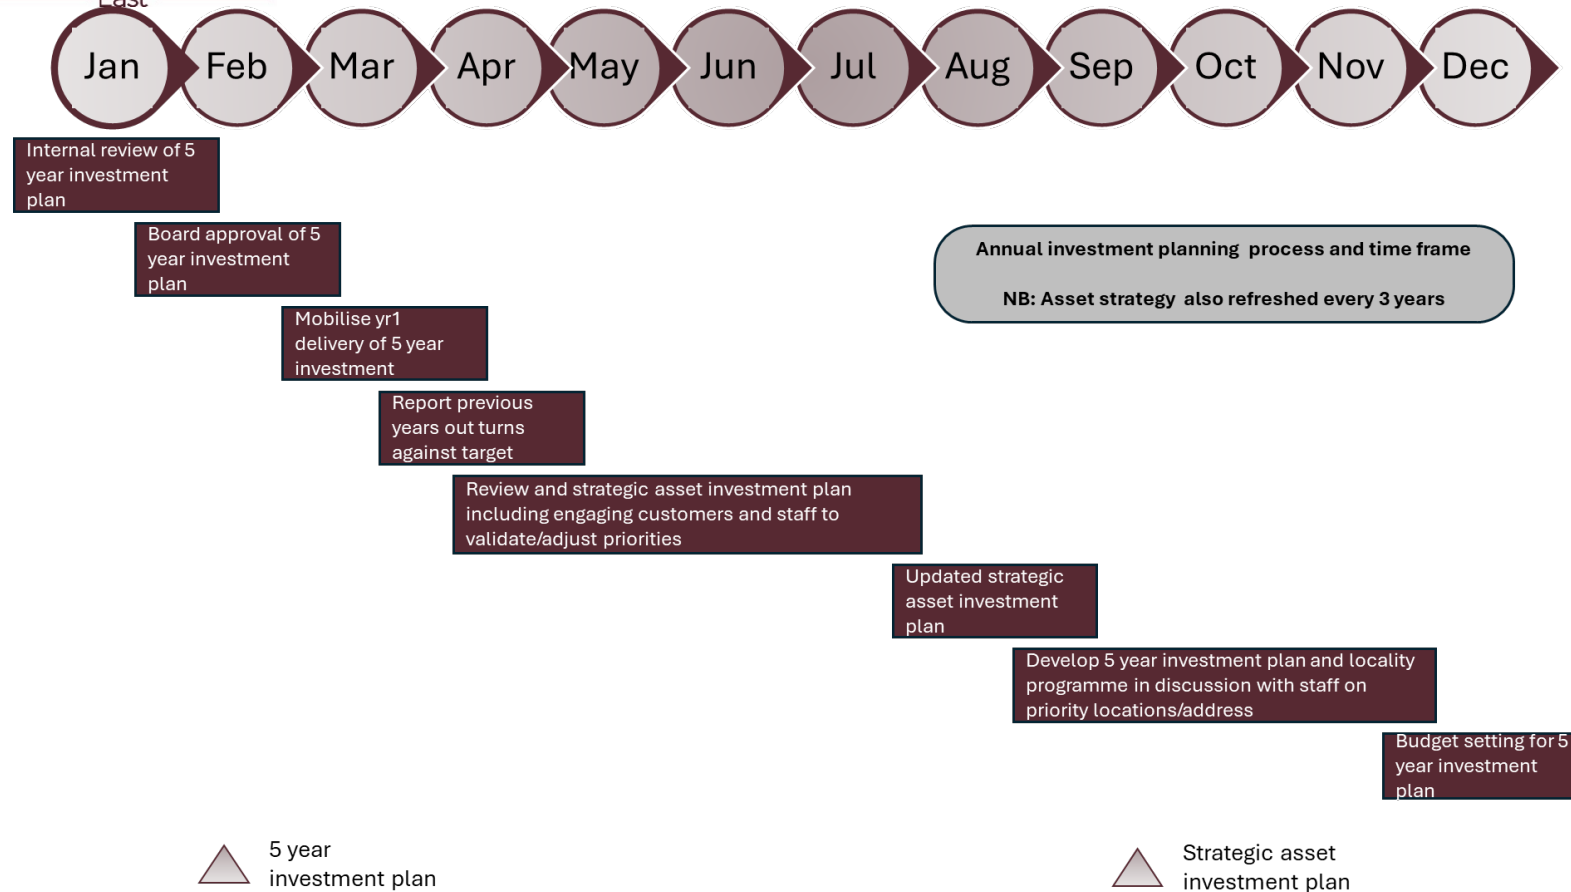 East
Jan Feb Mar Apr May Jun Jul Aug Sep Oct Nov Dec
Internal review of 5
year investment
plan
Board approval of 5
year investment
plan
Annual investment planning process and time frame
NB: Asset strategy also refreshed every 3 years
Mobilise yr1
delivery of 5 year
investment
Report previous
years out turns
against target
Review and strategic asset investment plan
including engaging customers and staff to
validate/adjust priorities
Updated strategic
asset investment
plan
Develop 5 year investment plan and locality
programme in discussion with staff on
priority locations/address
Budget setting for 5
year investment
plan
5 year
investment plan
Strategic asset
investment plan